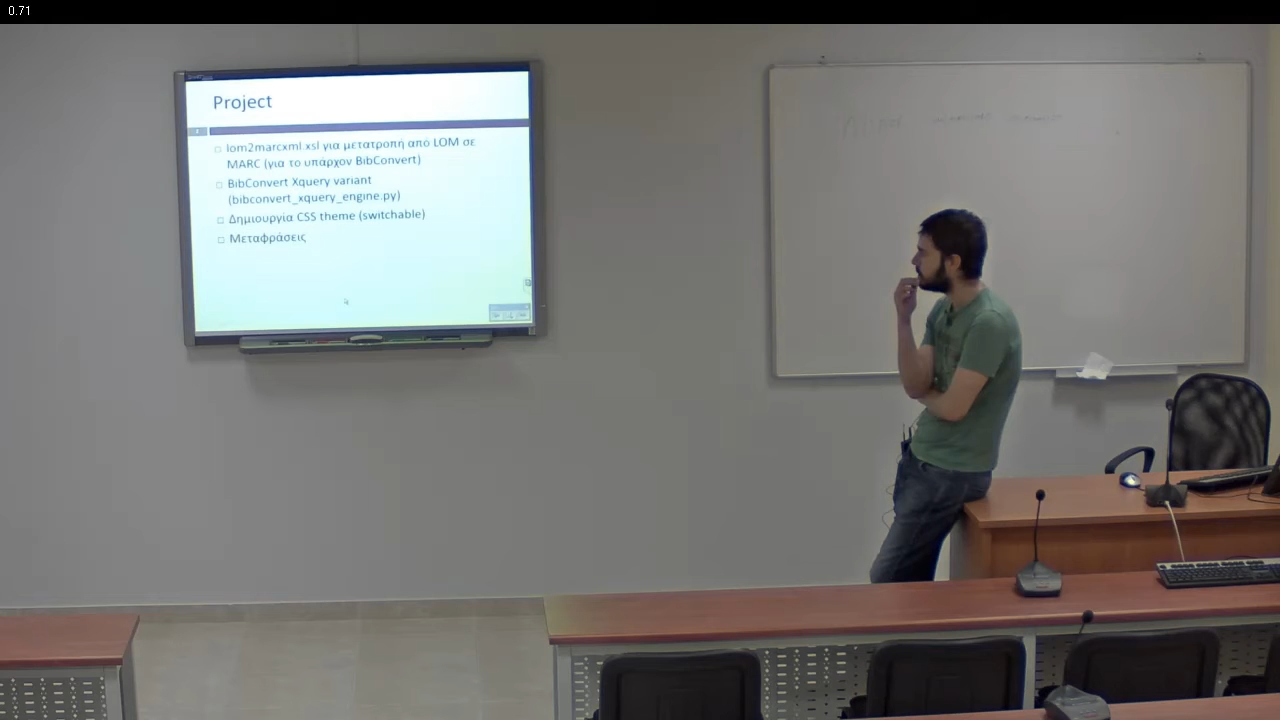 0.71
Project
lom2marcxml.xsl για μετατροπή από LOM σε
MARC (για το υπάρχον BibConvert)
BibConvert Xquery variant
(bibconvert_xquery_engine.py)
Δημιουργία CSS theme (switchable)
Μεταφράσεις